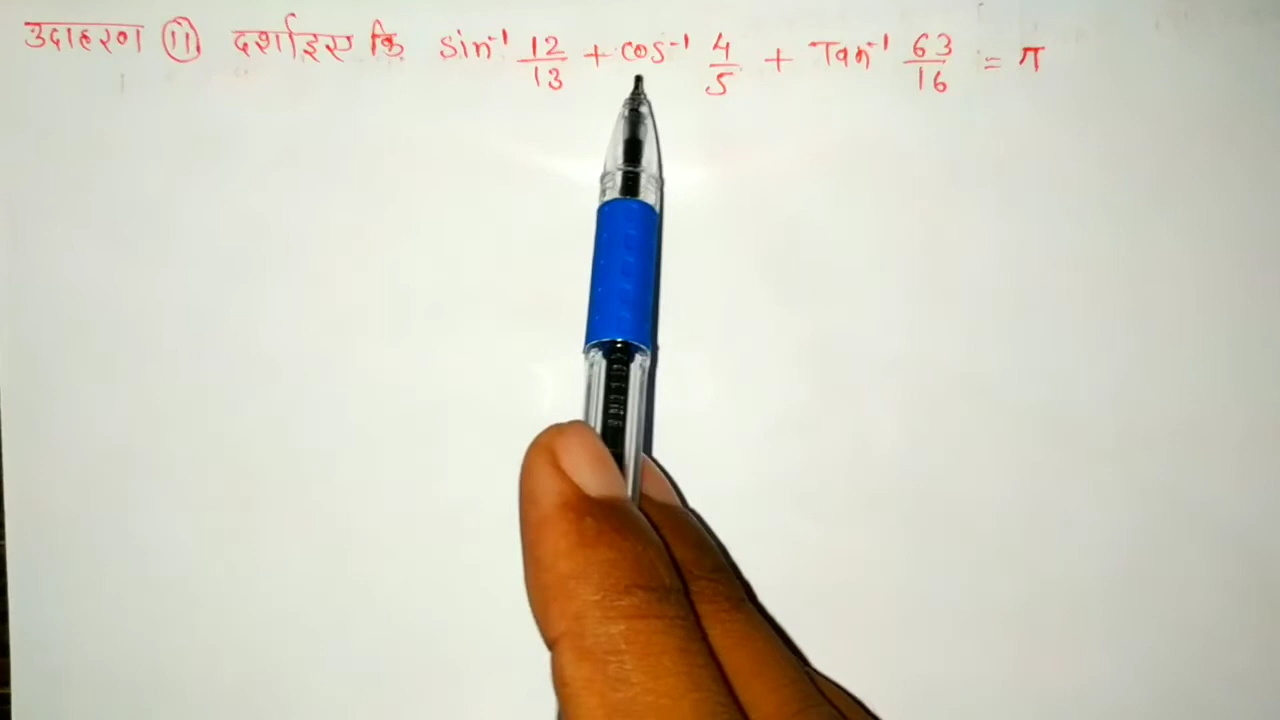 उदाहरण 11 दर्शाइए कि sin⁻¹ 12/13 + cos⁻¹ 4/5 + Tan⁻¹ 63/16 = π